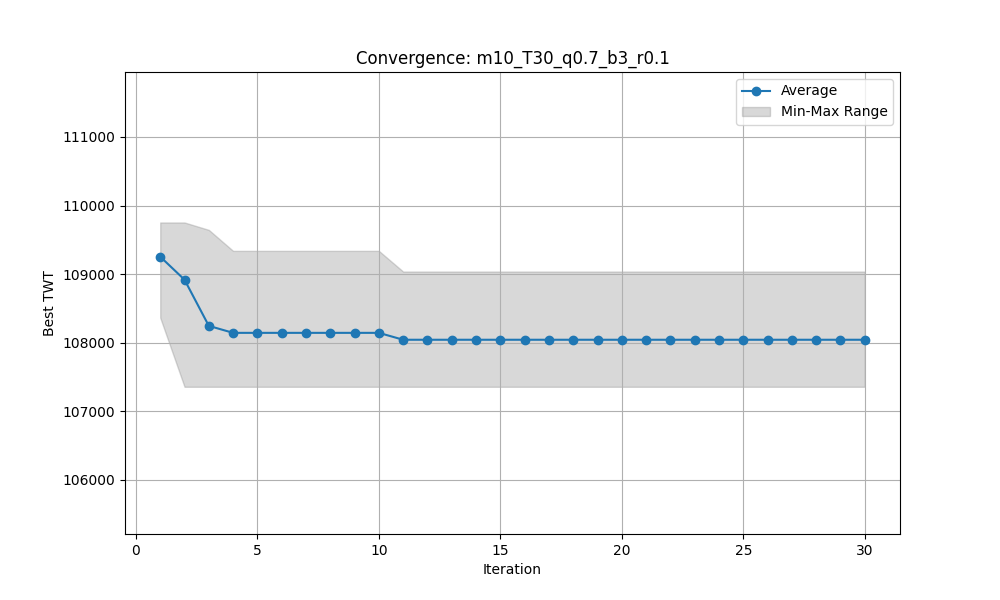 Convergence: m10_T30_q0.7_b3_r0.1
Average
Min-Max Range
111000
110000
109000
108000
107000
106000
Best TWT
0 5 10 15 20 25 30
Iteration